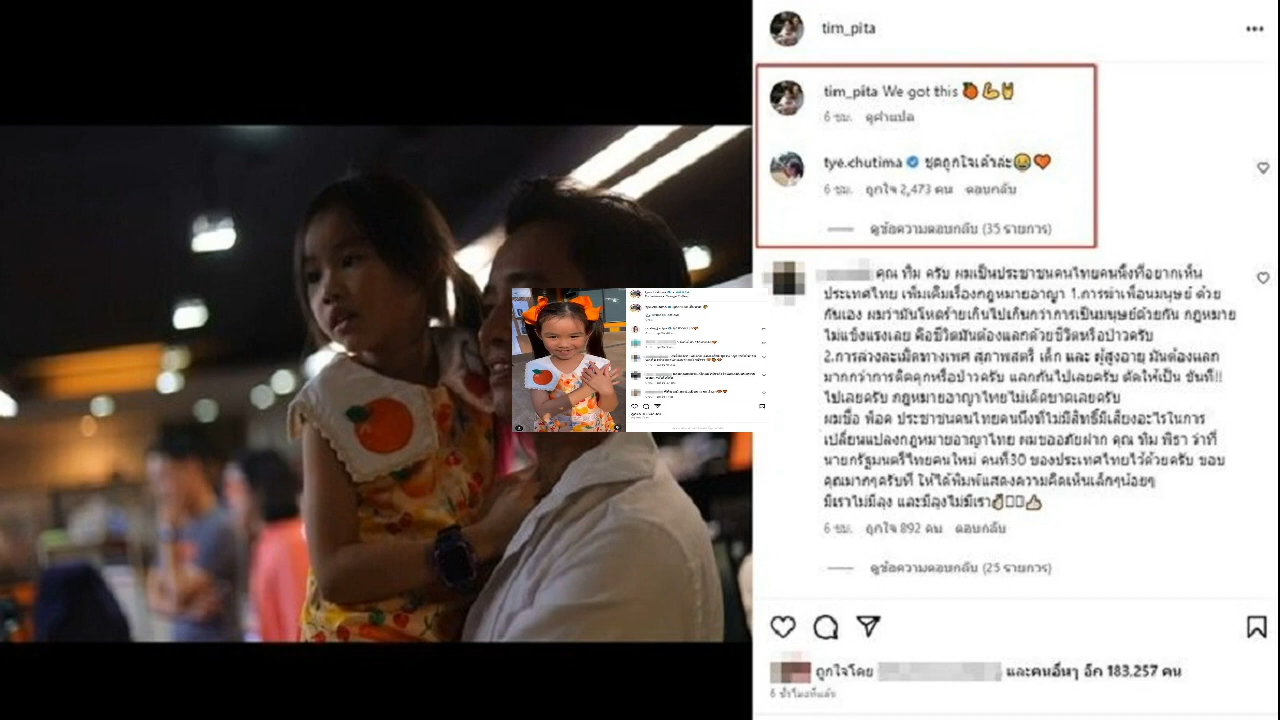 tim_pita
tim_pita We got this 🍊💪🤘
6 ชม. ดูคำแปล
tye.chutima ชุดถูกใจเค้าล่ะ😂🧡
6 ชม. ถูกใจ 2,473 คน ตอบกลับ
ดูข้อความตอบกลับ (35 รายการ)
คุณ ทิม ครับ ผมเป็นประชาชนคนไทยคนนึงที่อยากเห็น
ประเทศไทย เพิ่มเติมเรื่องกฎหมายอาญา 1.การฆ่าเพื่อนมนุษย์ ด้วย
กันเอง ผมว่ามันโหดร้ายเกินไปเกินกว่าการเป็นมนุษย์ด้วยกัน กฎหมาย
ไม่แข็งแรงเลย คือชีวิตมันต้องแลกด้วยชีวิตหรือป่าวครับ
2.การล่วงละเมิดทางเพศ สุภาพสตรี เด็ก และ ผู้สูงอายุ มันต้องแลก
มากกว่าการติดคุกหรือป่าวครับ แลกกันไปเลยครับ ตัดให้เป็น ขันที!!
ไปเลยครับ กฎหมายอาญาไทยไม่เด็ดขาดเลยครับ
ผมชื่อ พ็อค ประชาชนคนไทยคนนึงที่ไม่มีสิทธิ์มีเสียงอะไรในการ
เปลี่ยนแปลงกฎหมายอาญาไทย ผมขออภัยฝาก คุณ ทิม พิธา ว่าที่
นายกรัฐมนตรีไทยคนใหม่ คนที่30 ของประเทศไทยไว้ด้วยครับ ขอบ
คุณมากๆครับที่ ให้ได้พิมพ์แสดงความคิดเห็นเล็กๆน้อยๆ
มีเราไม่มีลุง และมีลุงไม่มีเรา
6 ชม. ถูกใจ 892 คน ตอบกลับ
ดูข้อความตอบกลับ (25 รายการ)
ถูกใจโดย และคนอื่นๆ อีก 183,257 คน
6 ชั่วโมงที่แล้ว